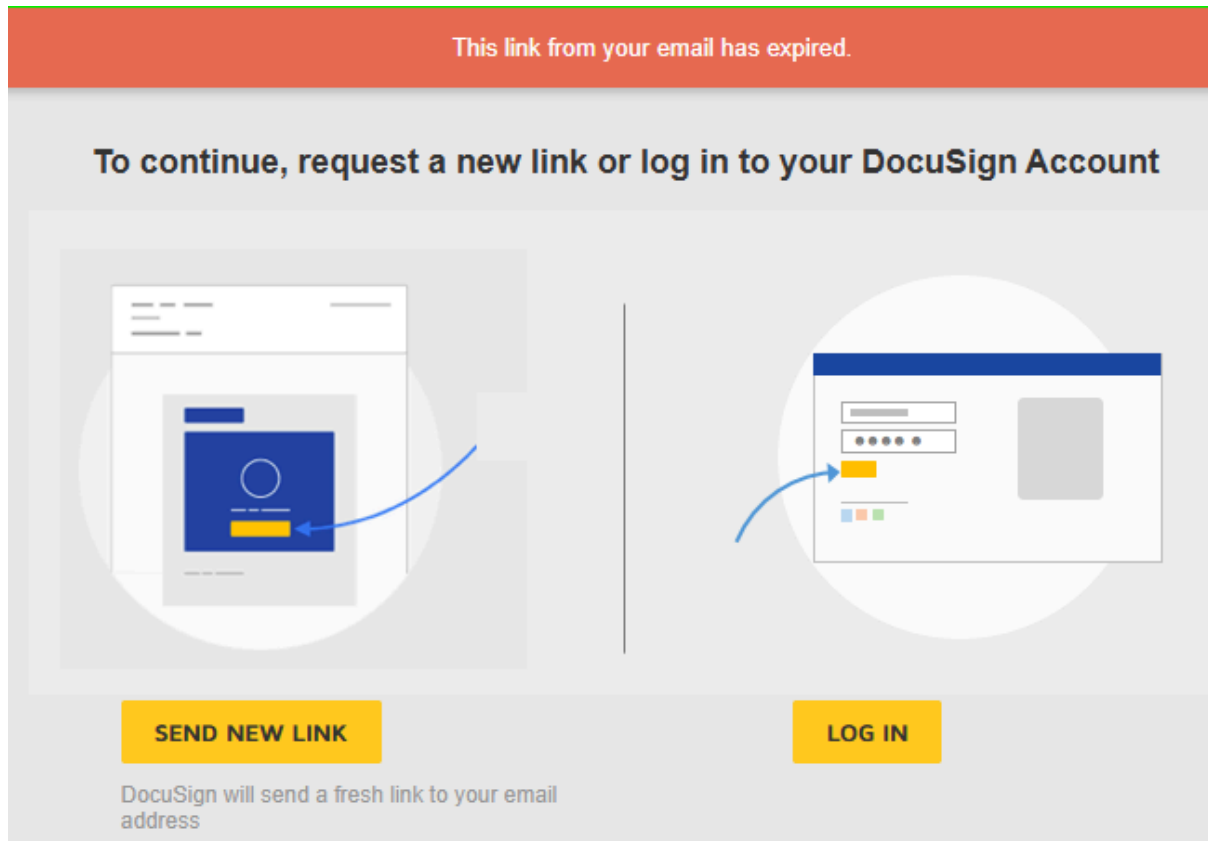 This link from your email has expired.
To continue, request a new link or log in to your DocuSign Account
SEND NEW LINK
DocuSign will send a fresh link to your email
address
LOG IN